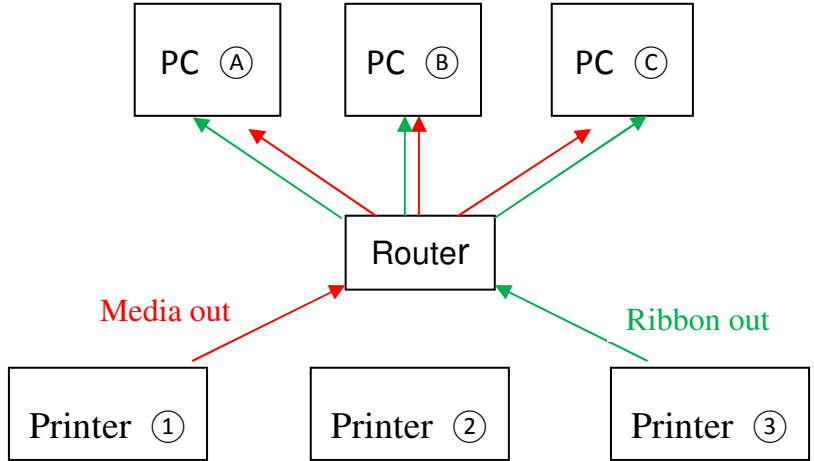 PC Ⓐ PC Ⓑ PC Ⓒ
Router
Media out
Ribbon out
Printer ① Printer ② Printer ③